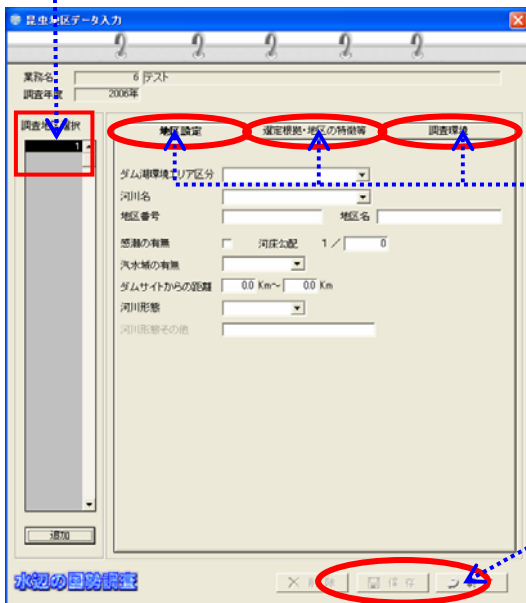 昆虫地区データ入力
業務名 6 テスト
調査年度 2006年
調査地区選択
1
地区設定 選定根拠・地区の特徴等 調査環境
ダム湖環境エリア区分
河川名
地区番号 地区名
感潮の有無 河床勾配 1／ 0
汽水域の有無
ダムサイトからの距離 0.0 Km～ 0.0 Km
河川形態
河川形態その他
追加
水辺の国勢調査
保存